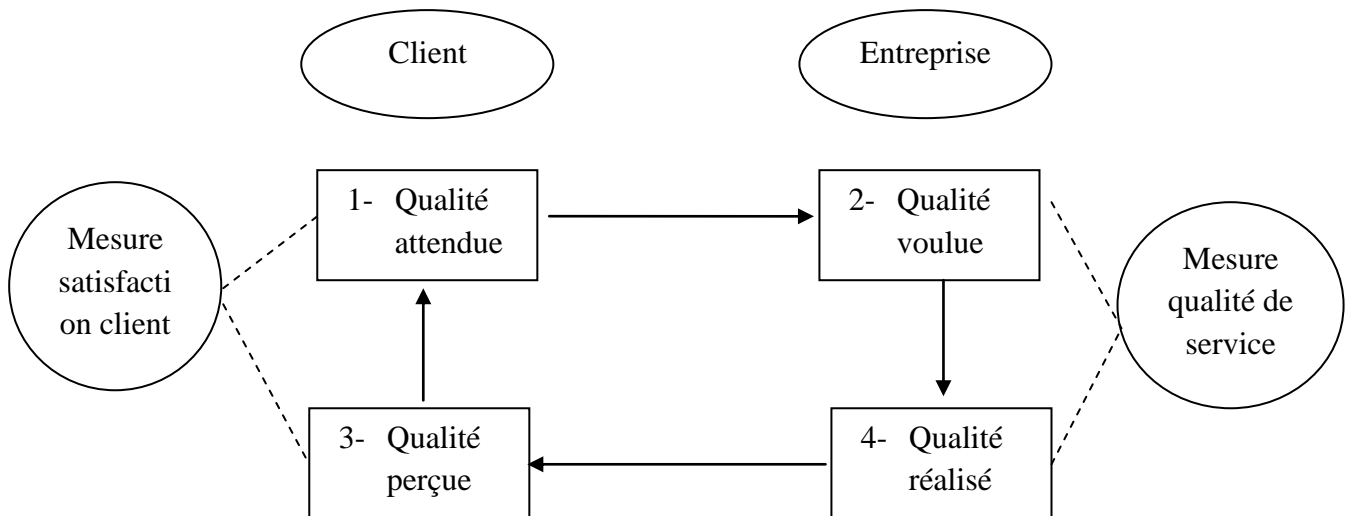 Client
Entreprise
1- Qualité
attendue
2- Qualité
voulue
Mesure
satisfacti
on client
Mesure
qualité de
service
3- Qualité
perçue
4- Qualité
réalisé